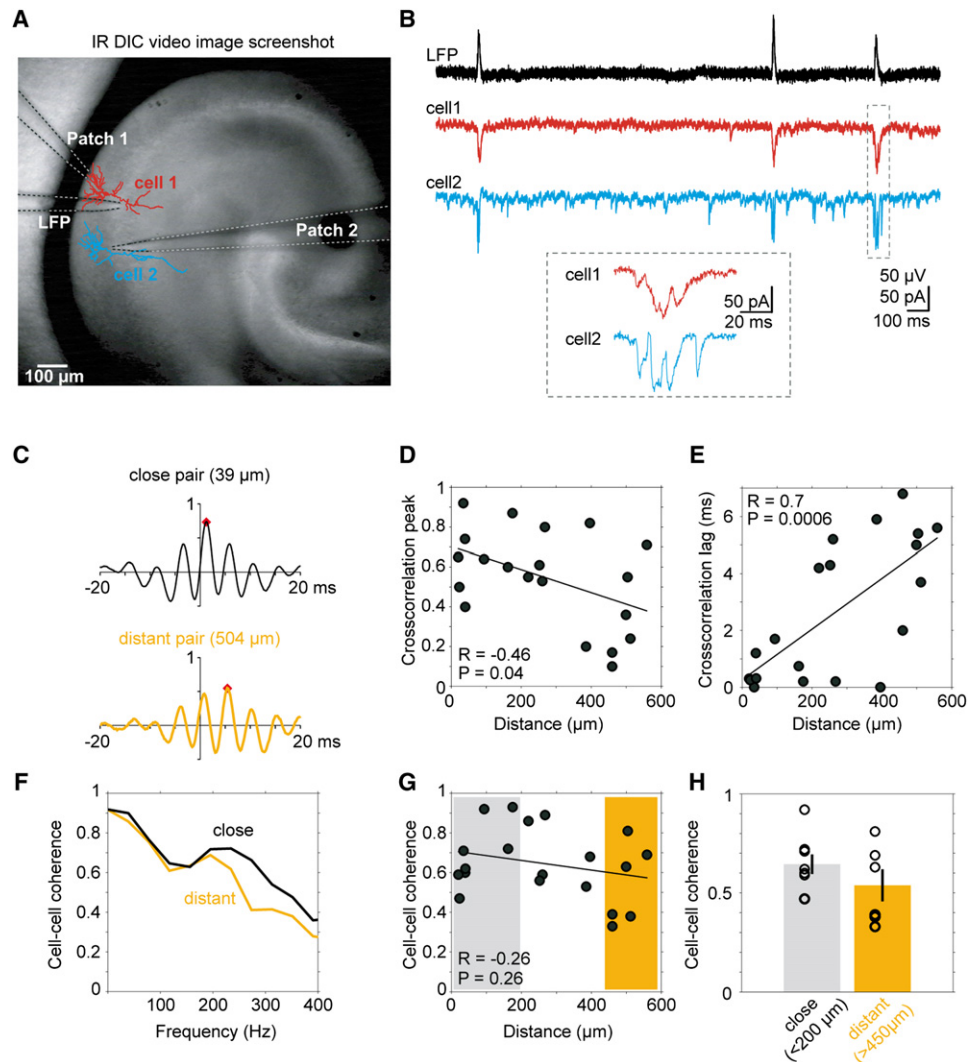 A
IR DIC video image screenshot
Patch 1
cell 1
LFP
Patch 2
cell 2
100 µm
B
LFP
cell1
cell2
cell1
50 pA
20 ms
cell2
50 µV
50 pA
100 ms
C
close pair (39 µm)
1
-20
20 ms
distant pair (504 µm)
1
-20
20 ms
D
Crosscorrelation peak
1
0.8
0.6
0.4
0.2
0
R = -0.46
P = 0.04
0 200 400 600
Distance (µm)
E
Crosscorrelation lag (ms)
8
6
4
2
0
R = 0.7
P = 0.0006
0 200 400 600
Distance (µm)
F
Cell-cell coherence
1
0.8
0.6
0.4
0.2
0
close
distant
0 100 200 300 400
Frequency (Hz)
G
Cell-cell coherence
1
0.8
0.6
0.4
0.2
0
R = -0.26
P = 0.26
0 200 400 600
Distance (µm)
H
Cell-cell coherence
1
0.5
0
close
(<200 µm)
distant
(>450µm)